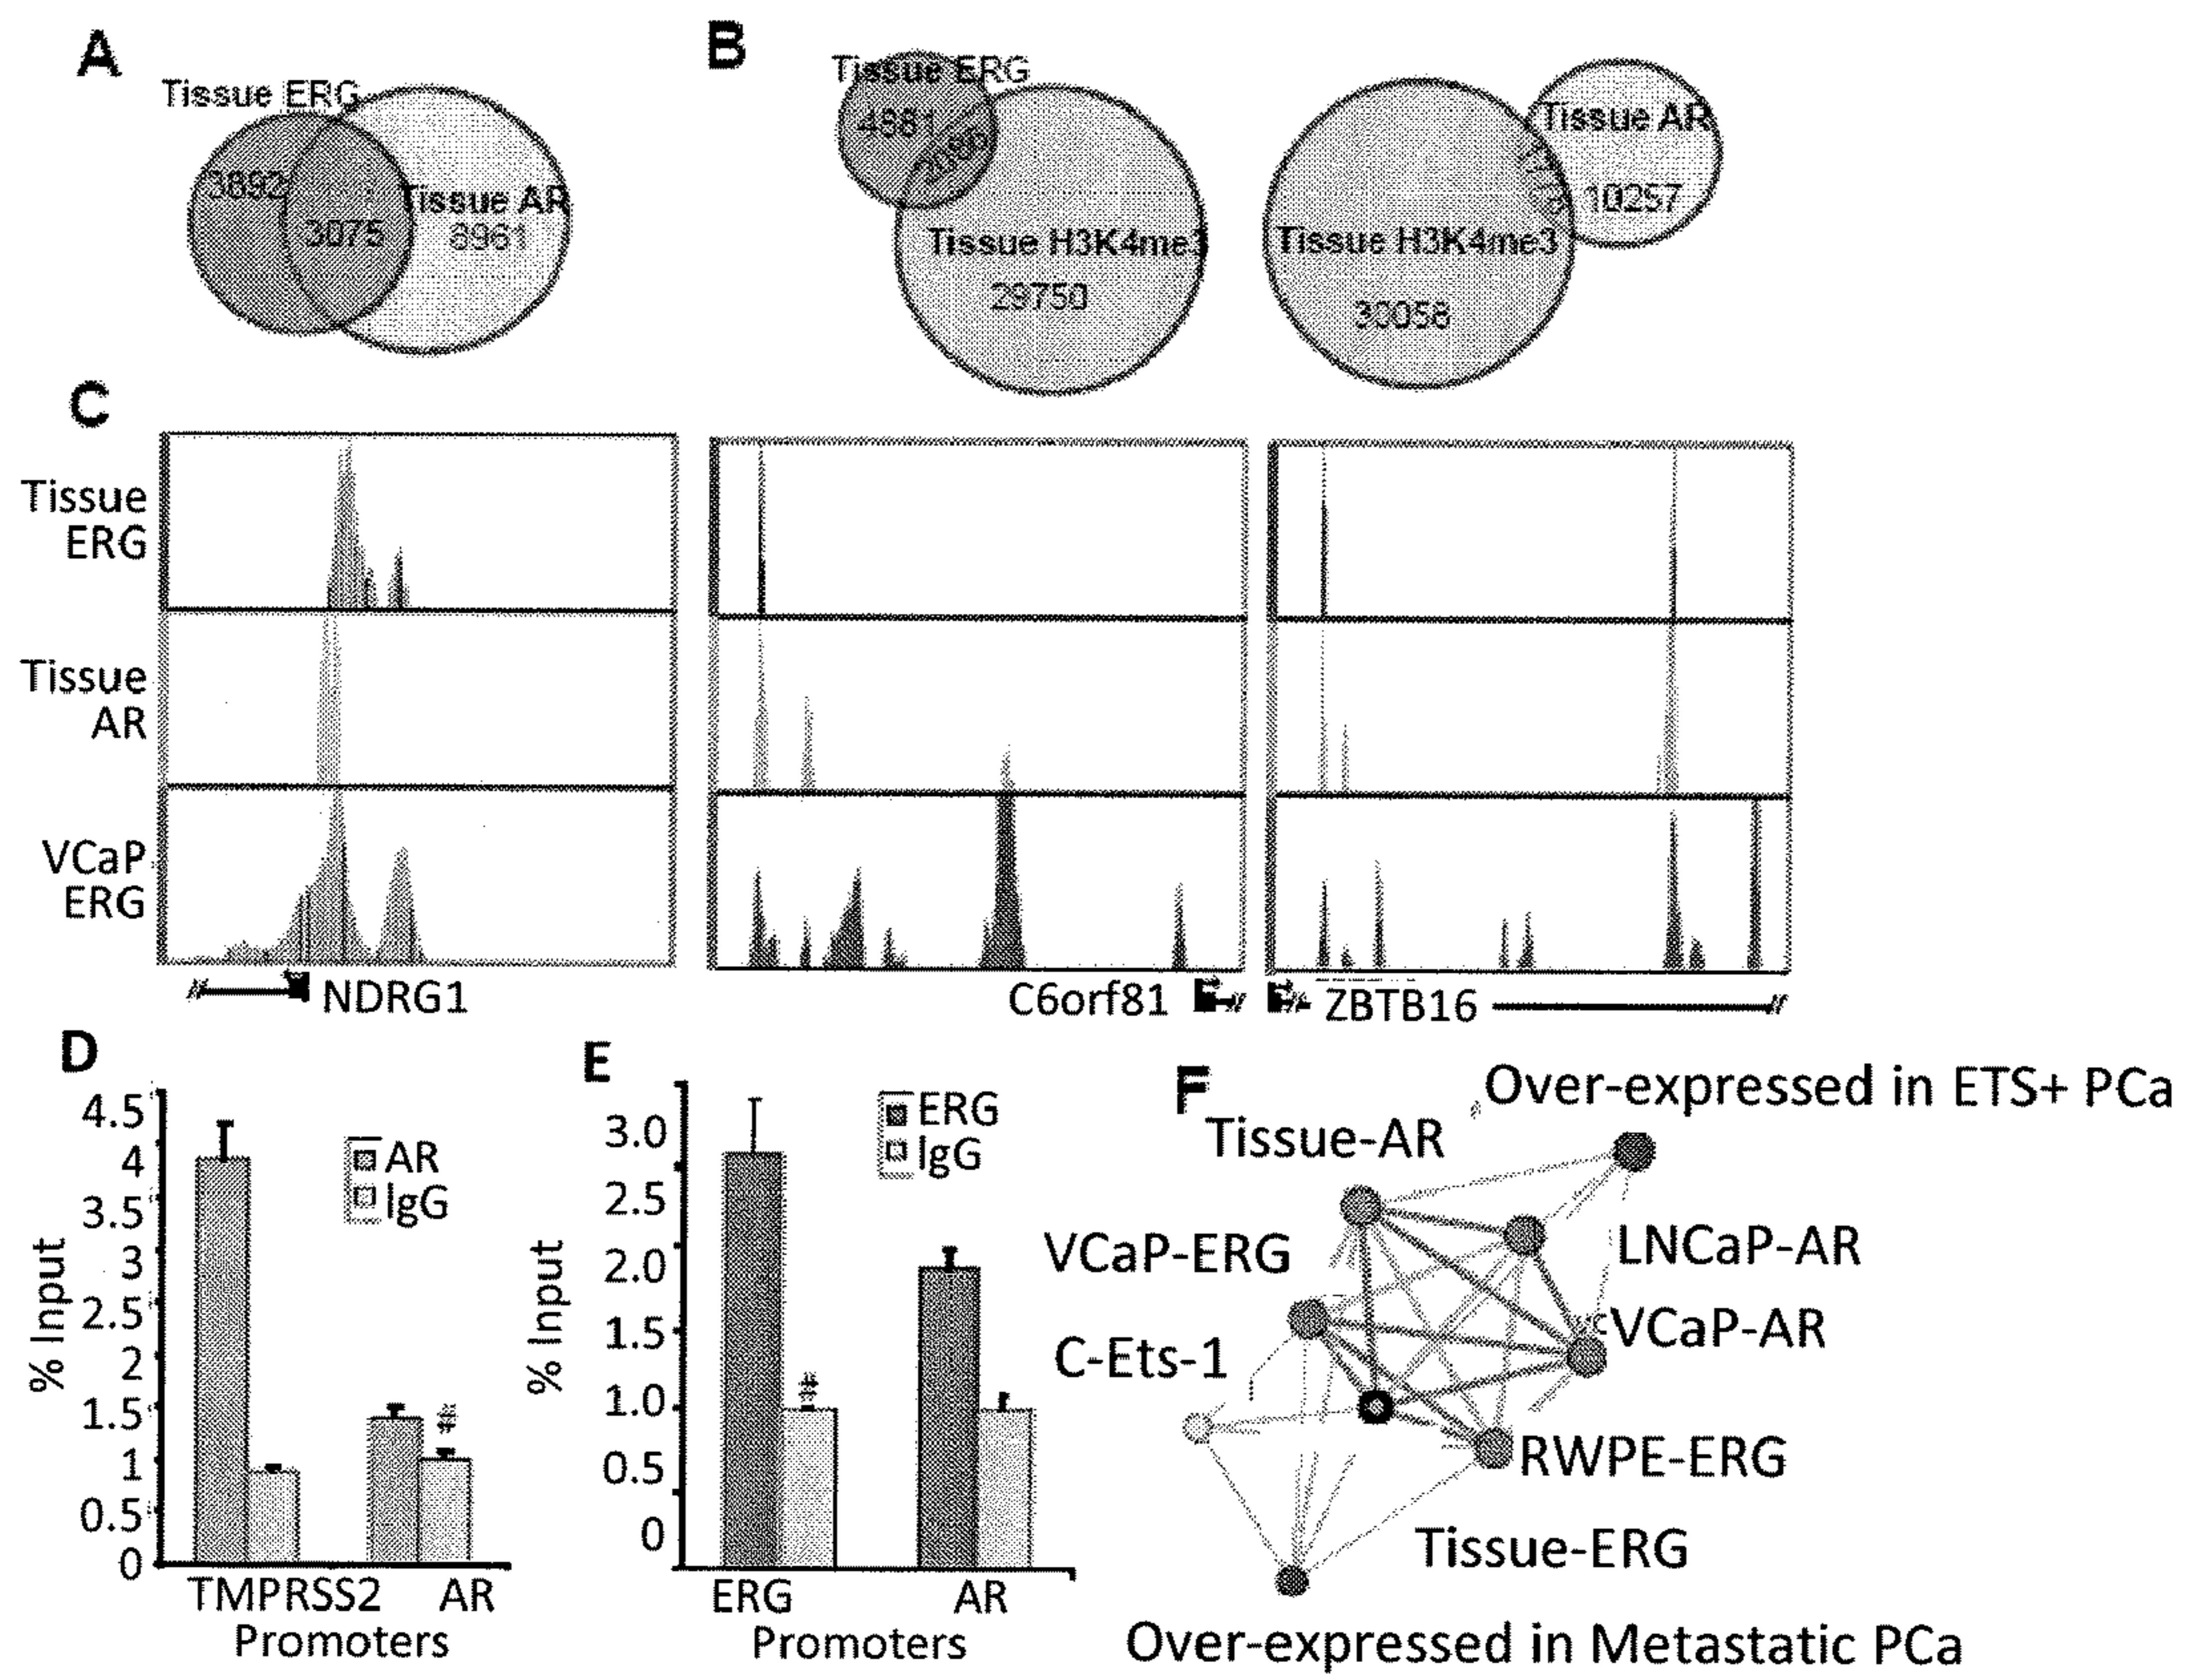 A
Tissue ERG
3892
3075
Tissue AR
8961
B
Tissue ERG
4881
2086
Tissue H3K4me3
29750
Tissue AR
10257
Tissue H3K4me3
30058
C
Tissue
ERG
Tissue
AR
VCaP
ERG
NDRG1
C6orf81
ZBTB16
D
4.5
4
3.5
3
2.5
2
1.5
1
0.5
0
% Input
AR
IgG
#
TMPRSS2
AR
Promoters
E
3.0
2.5
2.0
1.5
1.0
0.5
0
% Input
ERG
IgG
#
ERG
AR
Promoters
F
Over-expressed in ETS+ PCa
Tissue-AR
VCaP-ERG
LNCaP-AR
VCaP-AR
C-Ets-1
RWPE-ERG
Tissue-ERG
Over-expressed in Metastatic PCa